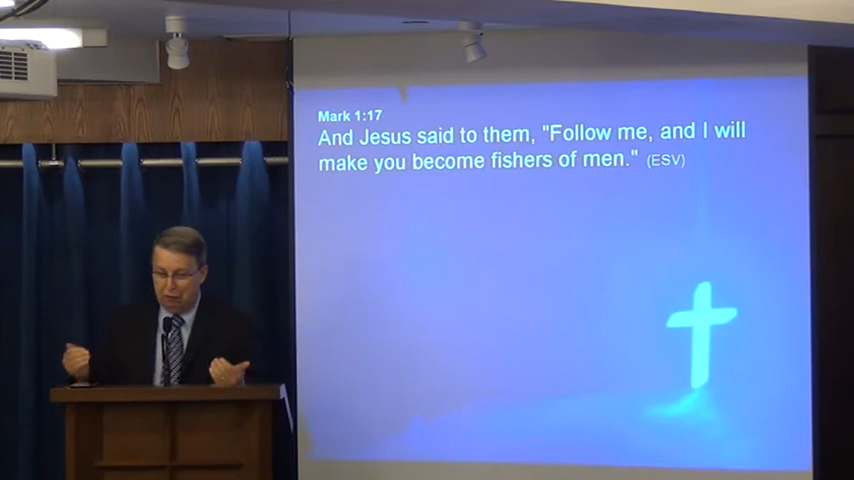 Mark 1:17
And Jesus said to them, "Follow me, and I will
make you become fishers of men." (ESV)